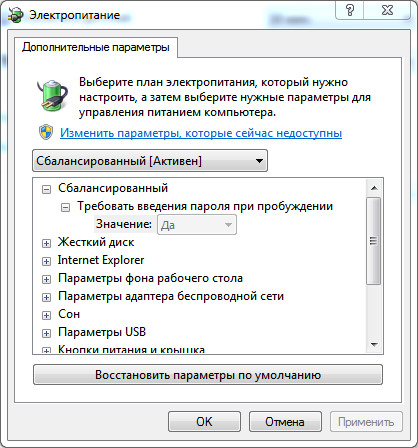 Электропитание
Дополнительные параметры
Выберите план электропитания, который нужно
настроить, а затем выберите нужные параметры для
управления питанием компьютера.
Изменить параметры, которые сейчас недоступны
Сбалансированный [Активен]
Сбалансированный
Требовать введения пароля при пробуждении
Значение: Да
Жесткий диск
Internet Explorer
Параметры фона рабочего стола
Параметры адаптера беспроводной сети
Сон
Параметры USB
Кнопки питания и крышка
Восстановить параметры по умолчанию
ОК Отмена Применить